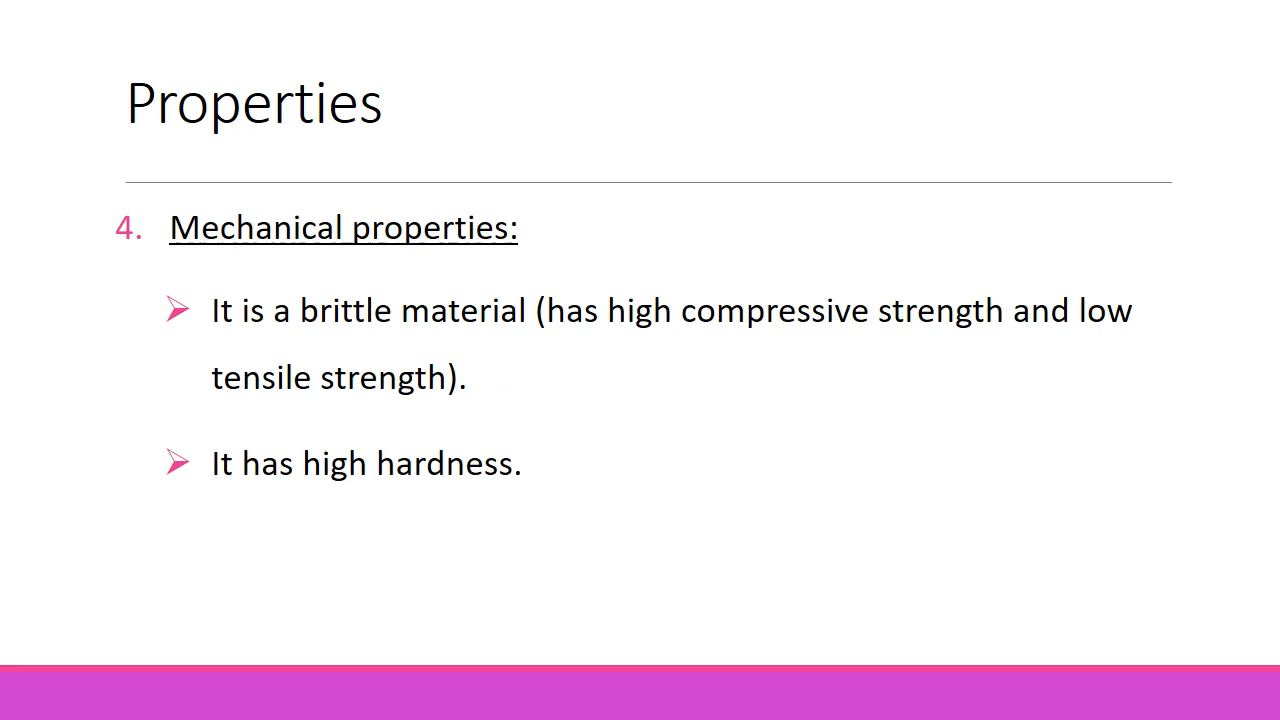 Properties
4. Mechanical properties:
➢ It is a brittle material (has high compressive strength and low
tensile strength).
➢ It has high hardness.